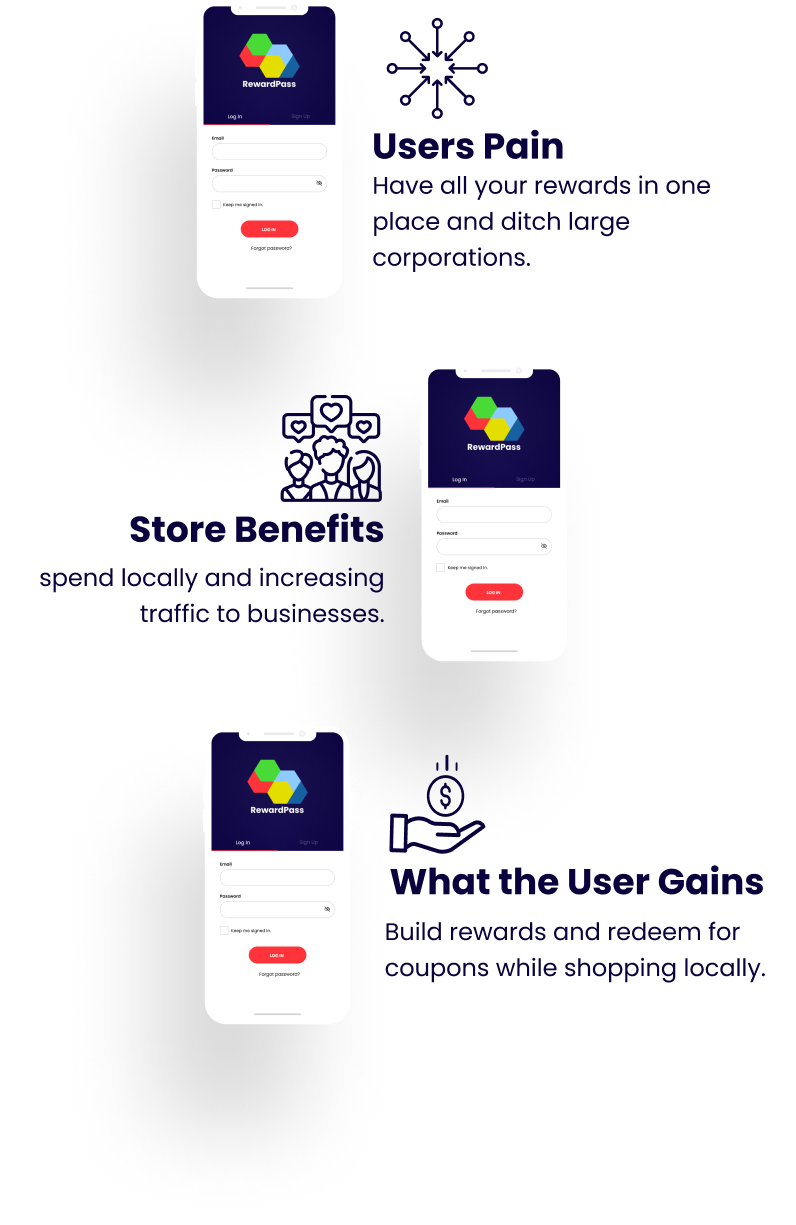 RewardPass
Log In
Sign Up
Email
Password
Keep me signed in.
LOG IN
Forgot password?
Users Pain
Have all your rewards in one
place and ditch large
corporations.
Store Benefits
spend locally and increasing
traffic to businesses.
RewardPass
Log In
Sign Up
Email
Password
Keep me signed in.
LOG IN
Forgot password?
RewardPass
Log In
Sign Up
Email
Password
Keep me signed in.
LOG IN
Forgot password?
$
What the User Gains
Build rewards and redeem for
coupons while shopping locally.